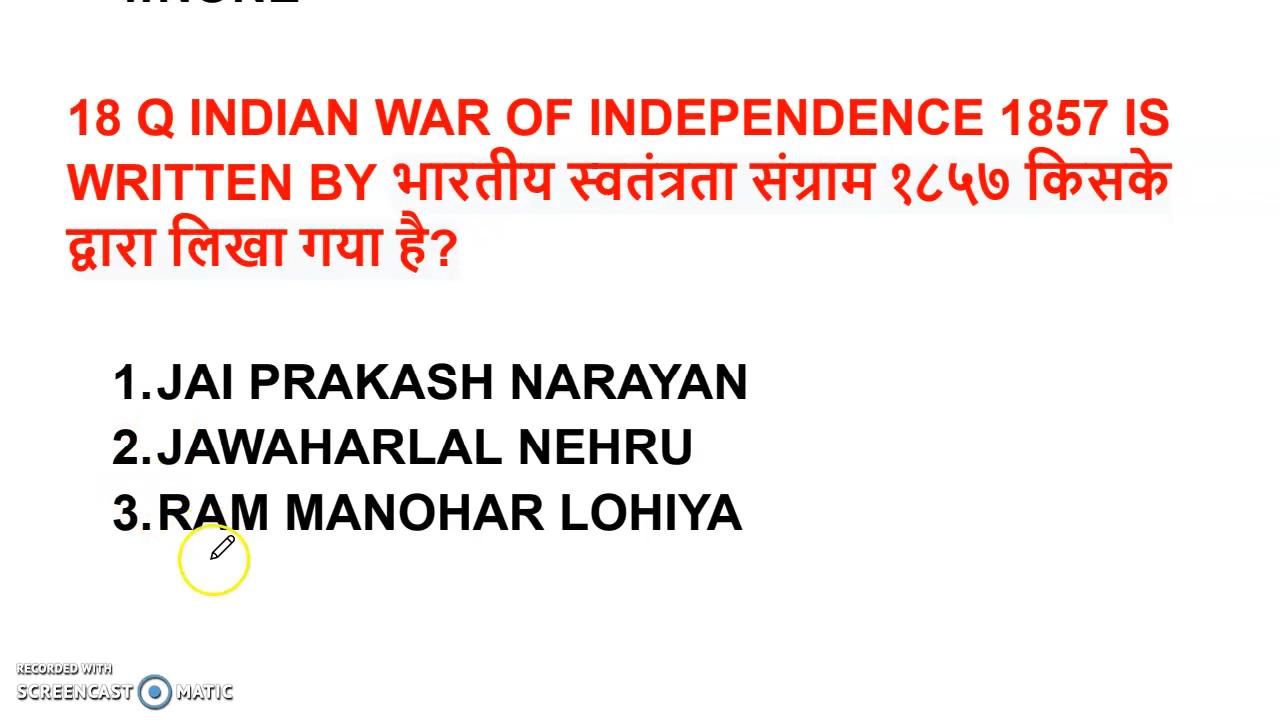 18 Q INDIAN WAR OF INDEPENDENCE 1857 IS
WRITTEN BY भारतीय स्वतंत्रता संग्राम १८५७ किसके
द्वारा लिखा गया है?
1.JAI PRAKASH NARAYAN
2.JAWAHARLAL NEHRU
3.RAM MANOHAR LOHIYA
RECORDED WITH
SCREENCAST MATIC